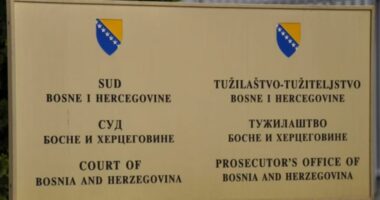 SUD
BOSNE I HERCEGOVINE
СУД
БОСНЕ И ХЕРЦЕГОВИНЕ
COURT OF
BOSNIA AND HERZEGOVINA
TUŽILAŠTVO-TUŽITELJSTVO
BOSNE I HERCEGOVINE
ТУЖИЛАШТВО
БОСНЕ И ХЕРЦЕГОВИНЕ
PROSECUTOR'S OFFICE OF
BOSNIA AND HERZEGOVINA